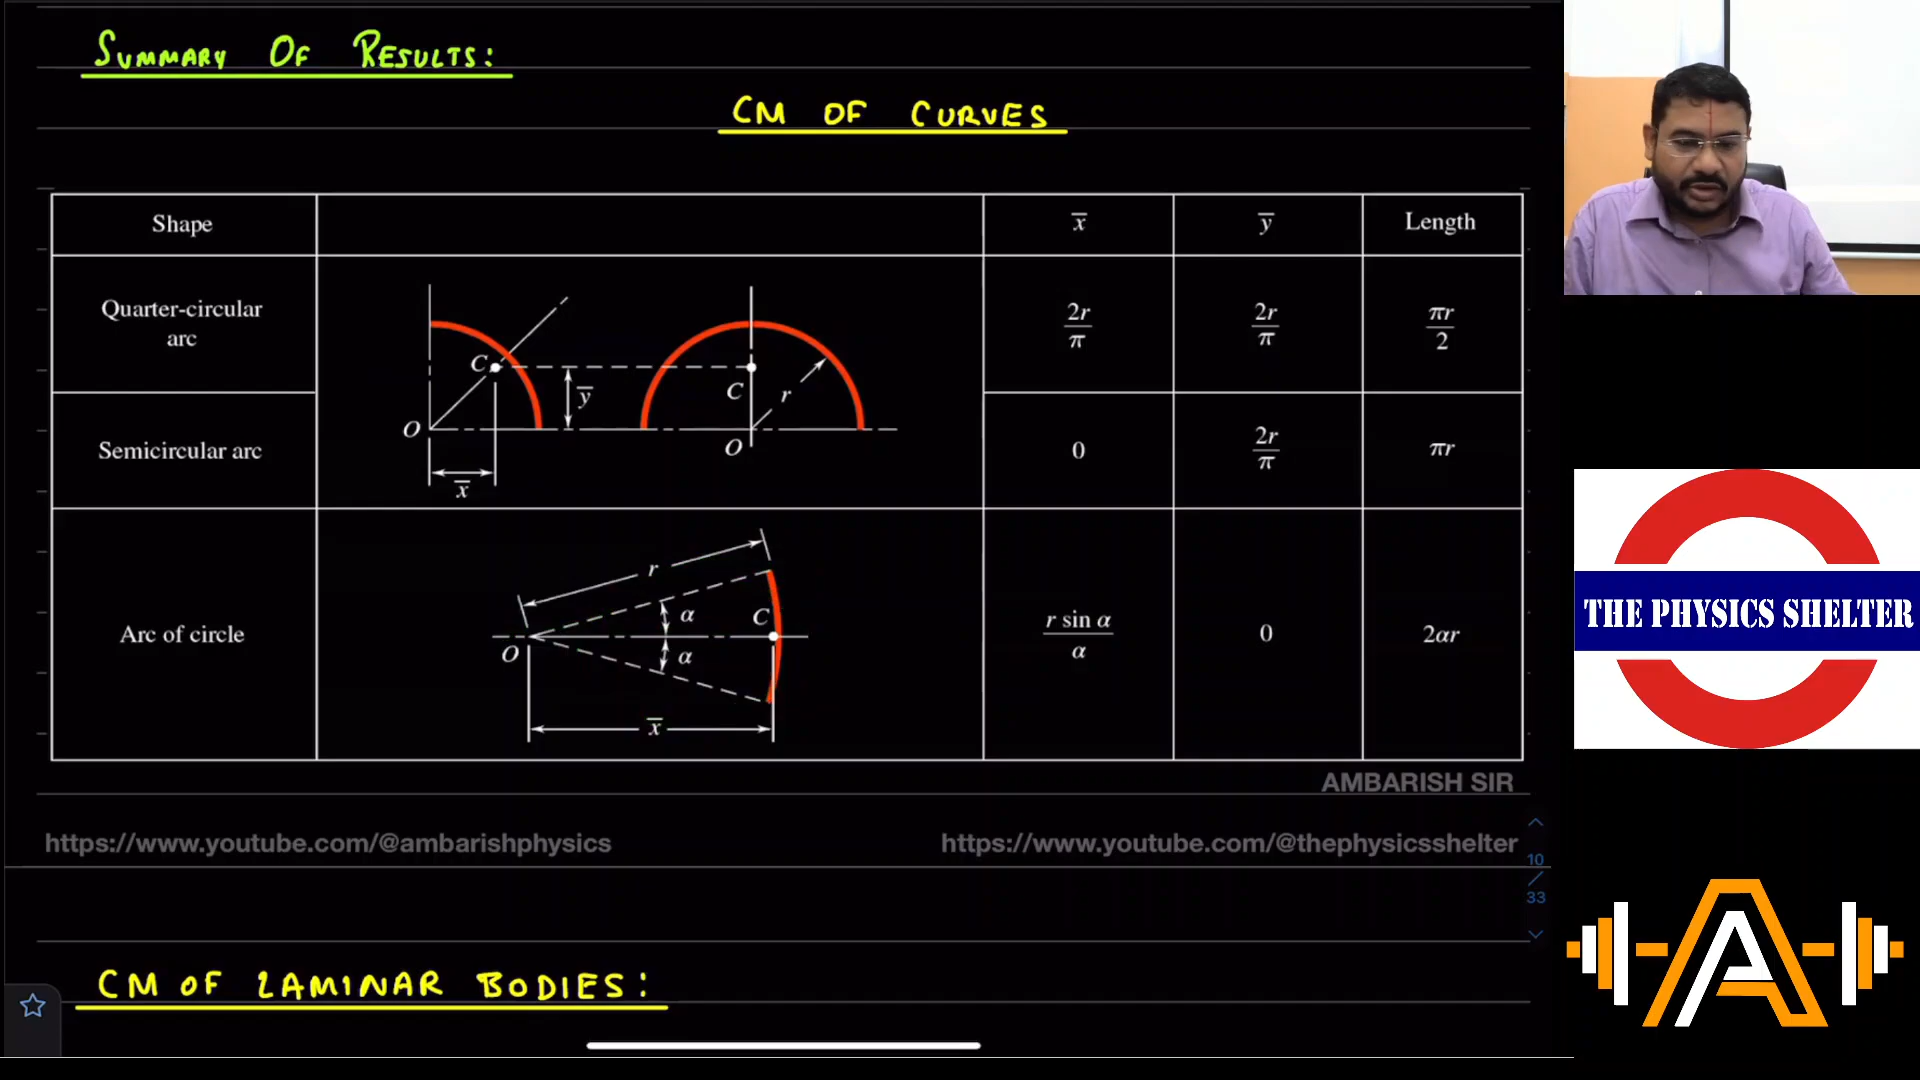 SUMMARY OF RESULTS:
CM OF CURVES
Shape x̄ ȳ Length
Quarter-circular
arc
2r/π 2r/π πr/2
C
ȳ
O
x̄
C
r
O
Semicircular arc
0 2r/π πr
Arc of circle
r
α
α
C
O
x̄
r sin α/α 0 2αr
AMBARISH SIR
https://www.youtube.com/@ambarishphysics
https://www.youtube.com/@thephysicsshelter
10
/
33
CM OF LAMINAR BODIES:
THE PHYSICS SHELTER
A